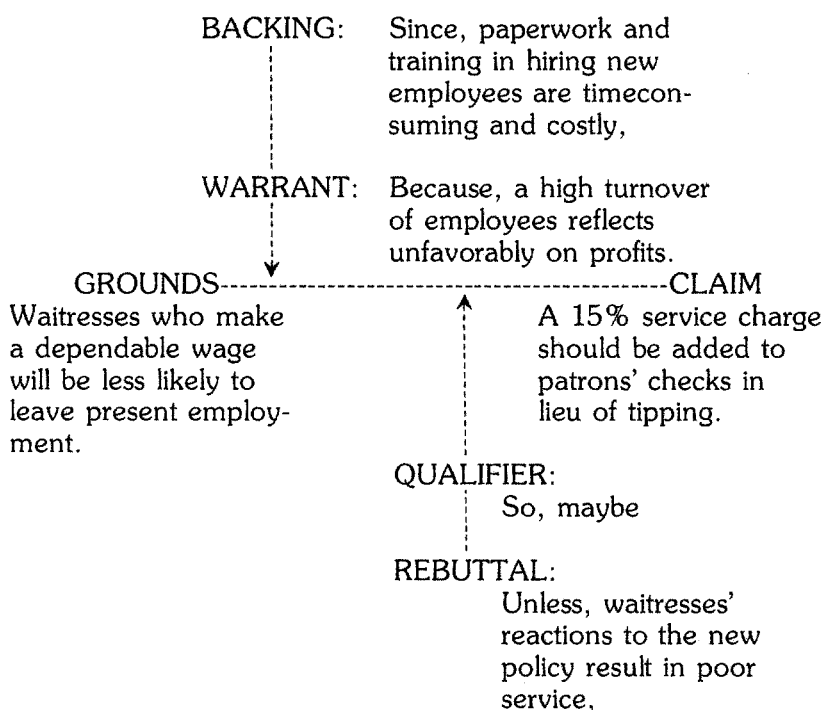 BACKING: Since, paperwork and
training in hiring new
employees are timecon-
suming and costly,
WARRANT: Because, a high turnover
of employees reflects
unfavorably on profits.
GROUNDS CLAIM
Waitresses who make
a dependable wage
will be less likely to
leave present employ-
ment.
A 15% service charge
should be added to
patrons' checks in
lieu of tipping.
QUALIFIER:
So, maybe
REBUTTAL:
Unless, waitresses'
reactions to the new
policy result in poor
service,